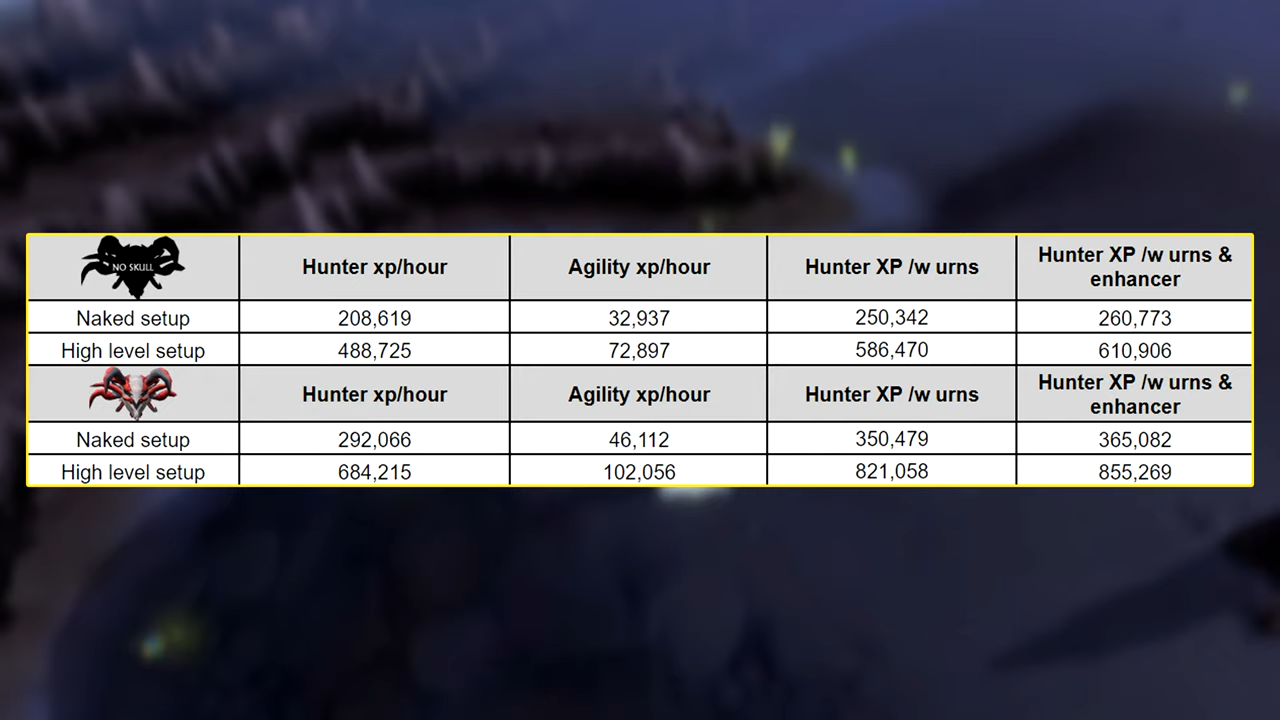 NO SKULL Hunter xp/hour Agility xp/hour Hunter XP /w urns Hunter XP /w urns &
enhancer
Naked setup 208,619 32,937 250,342 260,773
High level setup 488,725 72,897 586,470 610,906
Hunter xp/hour Agility xp/hour Hunter XP /w urns Hunter XP /w urns &
enhancer
Naked setup 292,066 46,112 350,479 365,082
High level setup 684,215 102,056 821,058 855,269